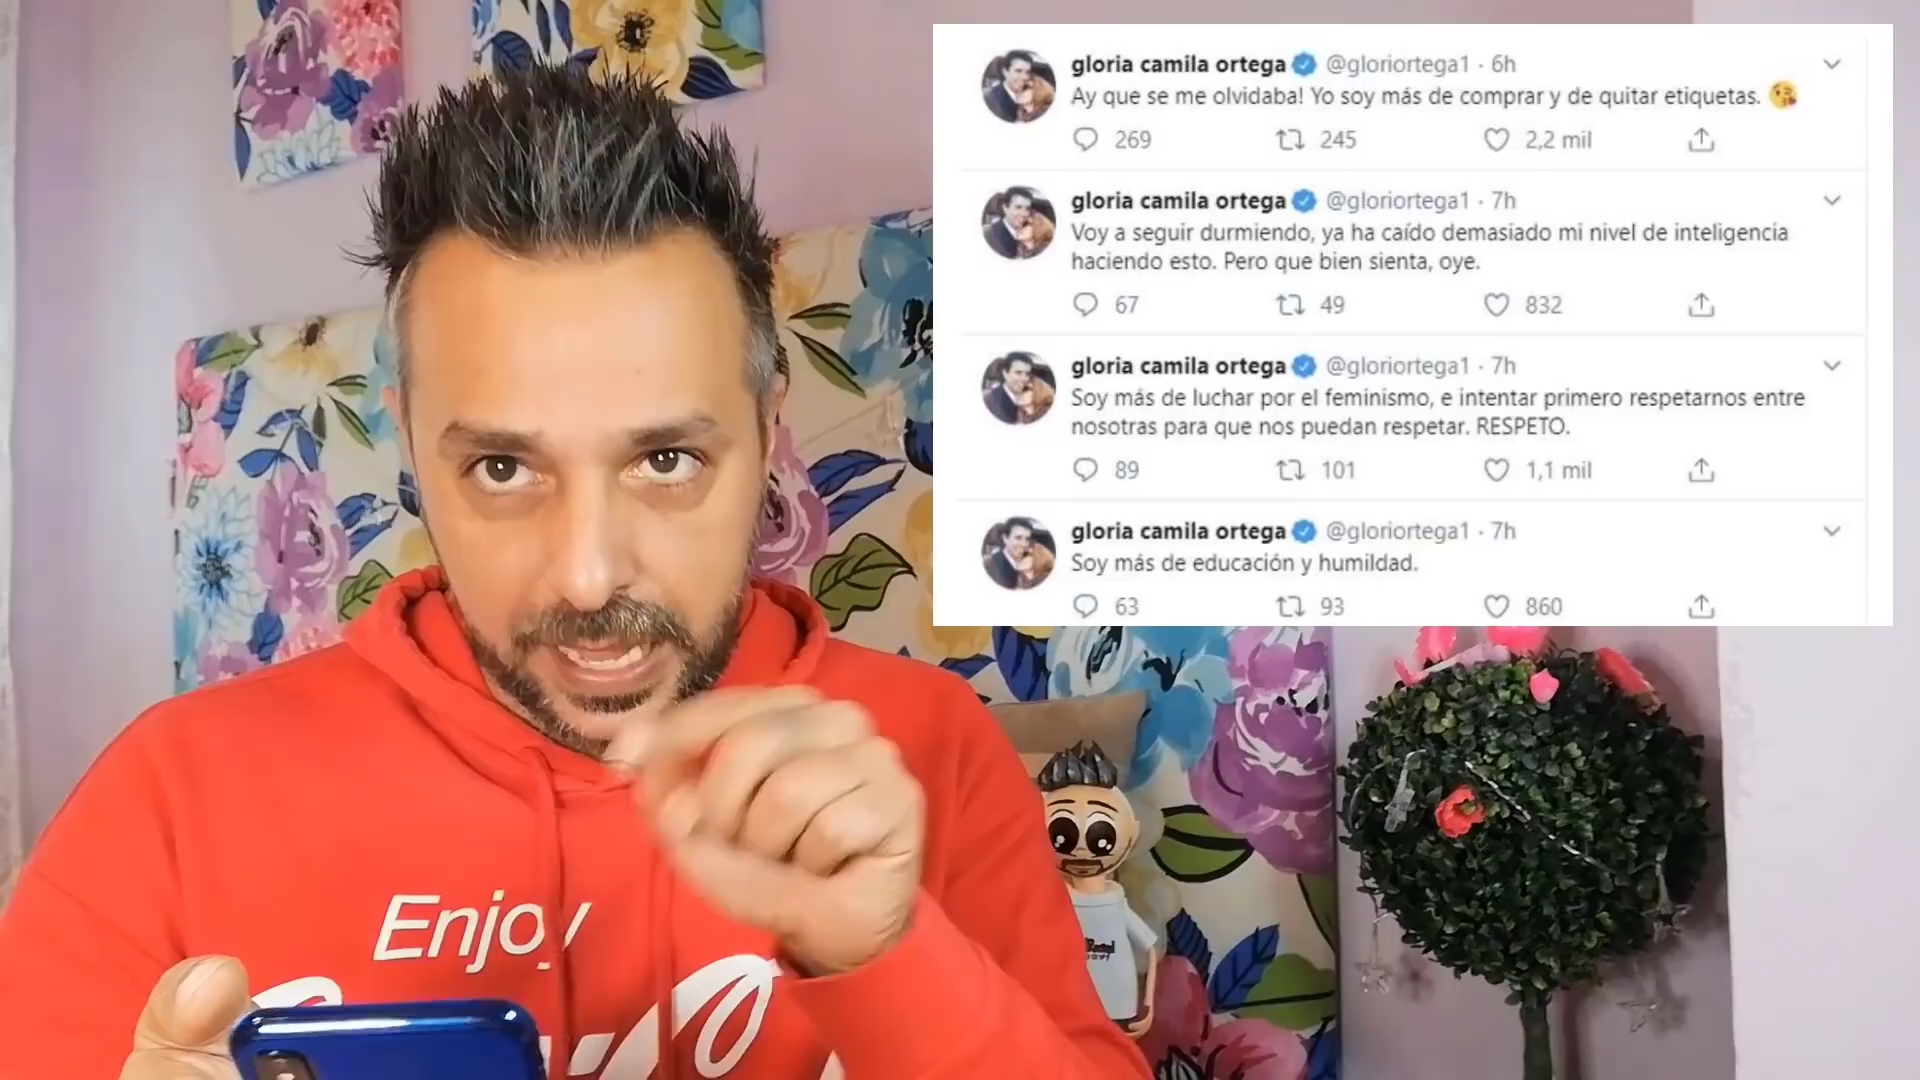 gloria camila ortega @gloriortega1 · 6h
Ay que se me olvidaba! Yo soy más de comprar y de quitar etiquetas. 😘
269 245 2,2 mil
gloria camila ortega @gloriortega1 · 7h
Voy a seguir durmiendo, ya ha caído demasiado mi nivel de inteligencia
haciendo esto. Pero que bien sienta, oye.
67 49 832
gloria camila ortega @gloriortega1 · 7h
Soy más de luchar por el feminismo, e intentar primero respetarnos entre
nosotras para que nos puedan respetar. RESPETO.
89 101 1,1 mil
gloria camila ortega @gloriortega1 · 7h
Soy más de educación y humildad.
63 93 860
Enjoy